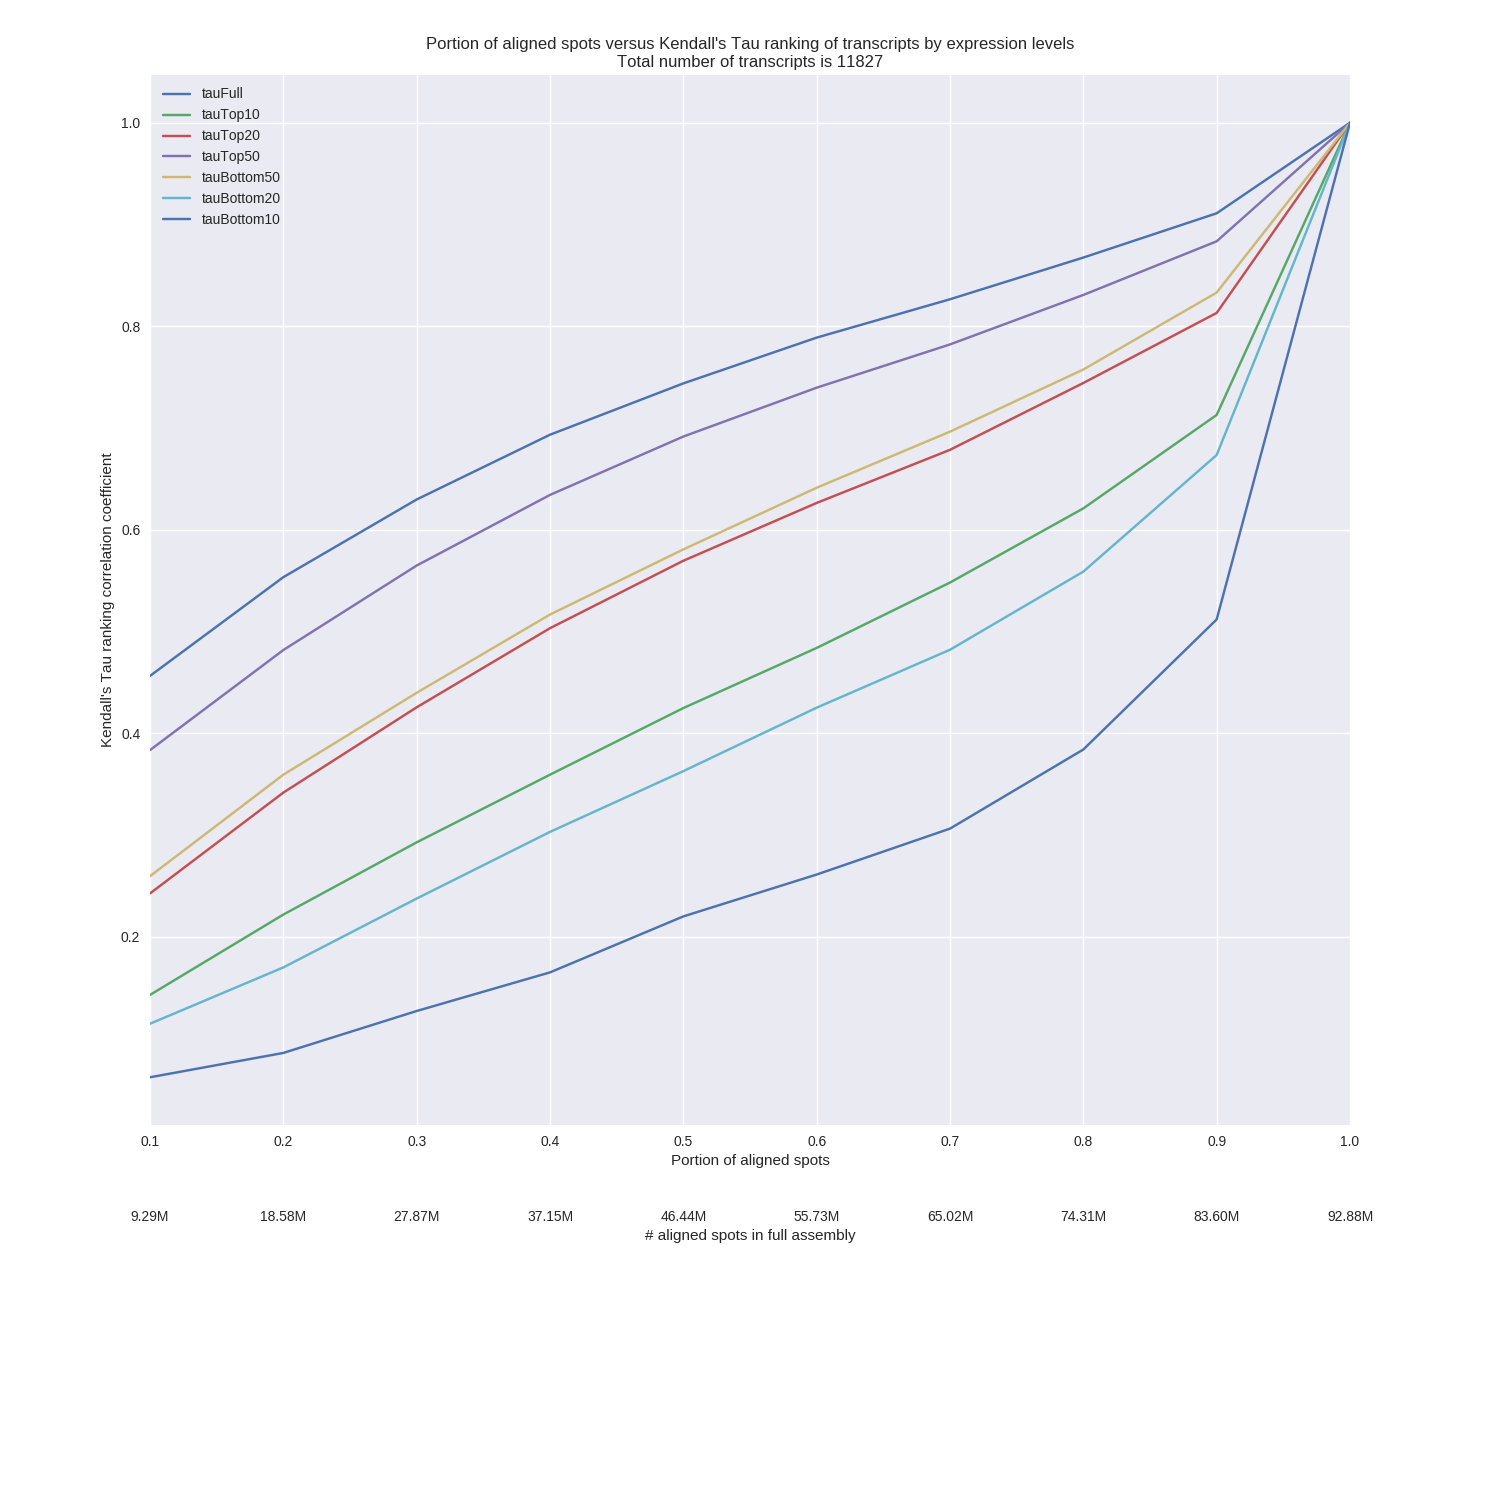 Portion of aligned spots versus Kendall's Tau ranking of transcripts by expression levels
Total number of transcripts is 11827
tauFull
tauTop10
tauTop20
tauTop50
tauBottom50
tauBottom20
tauBottom10
1.0
0.8
0.6
0.4
0.2
Kendall's Tau ranking correlation coefficient
0.1 0.2 0.3 0.4 0.5 0.6 0.7 0.8 0.9 1.0
Portion of aligned spots
9.29M 18.58M 27.87M 37.15M 46.44M 55.73M 65.02M 74.31M 83.60M 92.88M
# aligned spots in full assembly